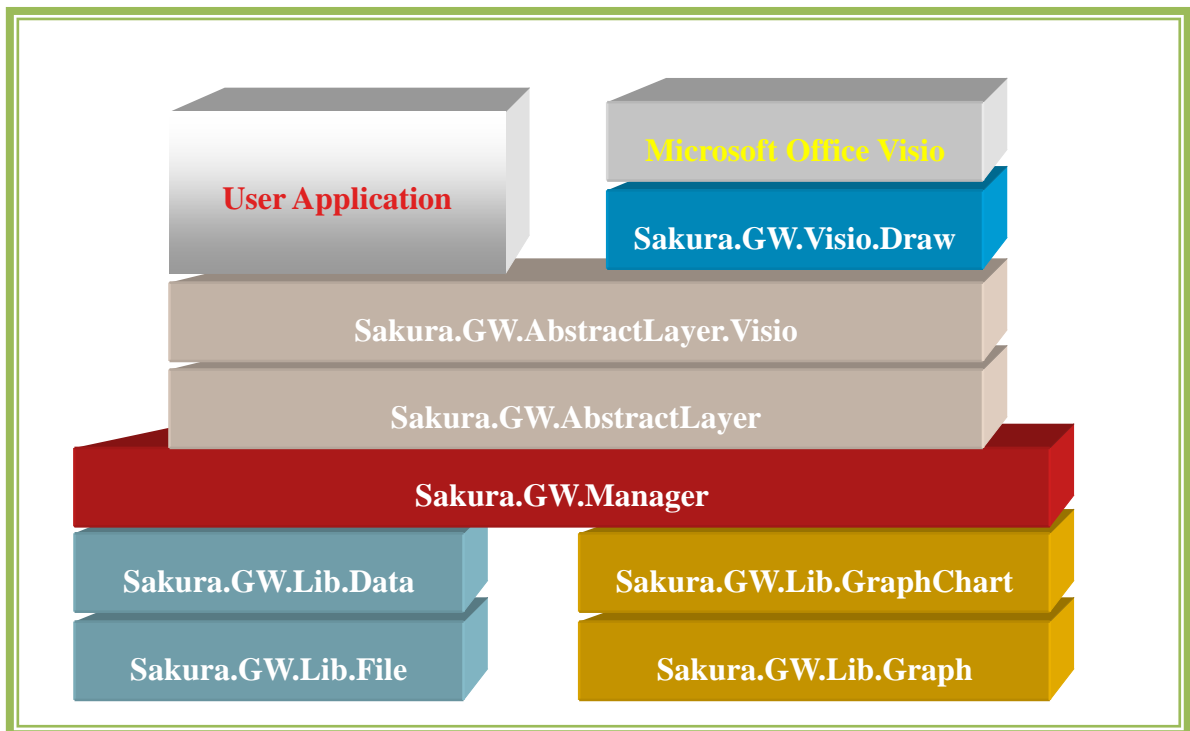 Microsoft Office Visio
User Application
Sakura.GW.Visio.Draw
Sakura.GW.AbstractLayer.Visio
Sakura.GW.AbstractLayer
Sakura.GW.Manager
Sakura.GW.Lib.Data
Sakura.GW.Lib.GraphChart
Sakura.GW.Lib.File
Sakura.GW.Lib.Graph